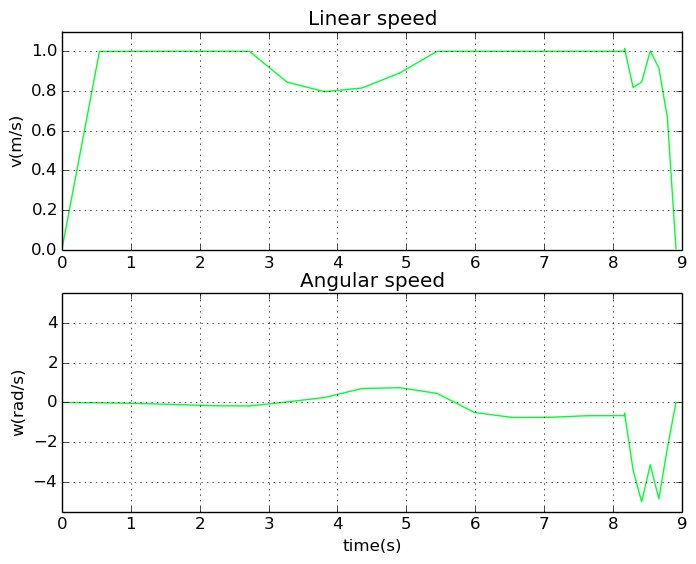 Linear speed
1.0
0.8
0.6
0.4
0.2
0.0
v(m/s)
0 1 2 3 4 5 6 7 8 9
Angular speed
4
2
0
−2
−4
w(rad/s)
0 1 2 3 4 5 6 7 8 9
time(s)